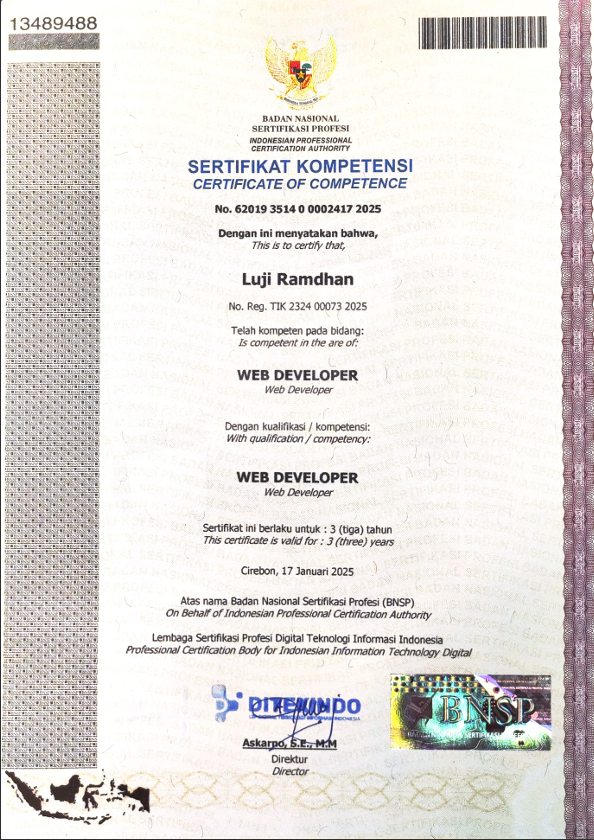 13489488
BADAN NASIONAL
SERTIFIKASI PROFESI
INDONESIAN PROFESSIONAL
CERTIFICATION AUTHORITY
SERTIFIKAT KOMPETENSI
CERTIFICATE OF COMPETENCE
No. 62019 3514 0 0002417 2025
Dengan ini menyatakan bahwa,
This is to certify that,
Luji Ramdhan
No. Reg. TIK 2324 00073 2025
Telah kompeten pada bidang:
Is competent in the are of:
WEB DEVELOPER
Web Developer
Dengan kualifikasi / kompetensi:
With qualification / competency:
WEB DEVELOPER
Web Developer
Sertifikat ini berlaku untuk : 3 (tiga) tahun
This certificate is valid for : 3 (three) years
Cirebon, 17 Januari 2025
Atas nama Badan Nasional Sertifikasi Profesi (BNSP)
On Behalf of Indonesian Professional Certification Authority
Lembaga Sertifikasi Profesi Digital Teknologi Informasi Indonesia
Professional Certification Body for Indonesian Information Technology Digital
DITEKINDO
BNSP
Askarpo, S.E., M.M
Direktur
Director